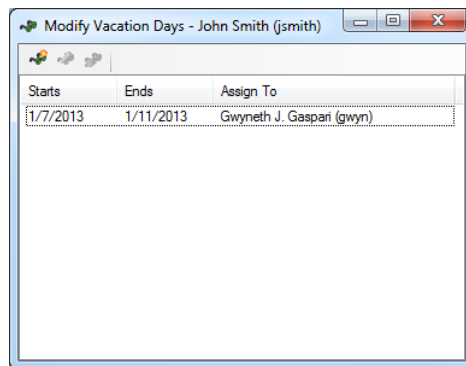 Modify Vacation Days - John Smith (jsmith)
Starts Ends Assign To
1/7/2013 1/11/2013 Gwyneth J. Gaspari (gwyn)